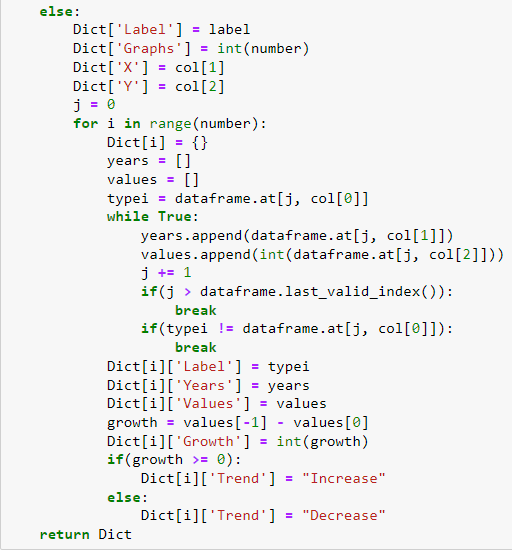 else:
    Dict['Label'] = label
    Dict['Graphs'] = int(number)
    Dict['X'] = col[1]
    Dict['Y'] = col[2]
    j = 0
    for i in range(number):
        Dict[i] = {}
        years = []
        values = []
        typei = dataframe.at[j, col[0]]
        while True:
            years.append(dataframe.at[j, col[1]])
            values.append(int(dataframe.at[j, col[2]]))
            j += 1
            if(j > dataframe.last_valid_index()):
                break
            if(typei != dataframe.at[j, col[0]]):
                break
        Dict[i]['Label'] = typei
        Dict[i]['Years'] = years
        Dict[i]['Values'] = values
        growth = values[-1] - values[0]
        Dict[i]['Growth'] = int(growth)
        if(growth >= 0):
            Dict[i]['Trend'] = "Increase"
        else:
            Dict[i]['Trend'] = "Decrease"
return Dict